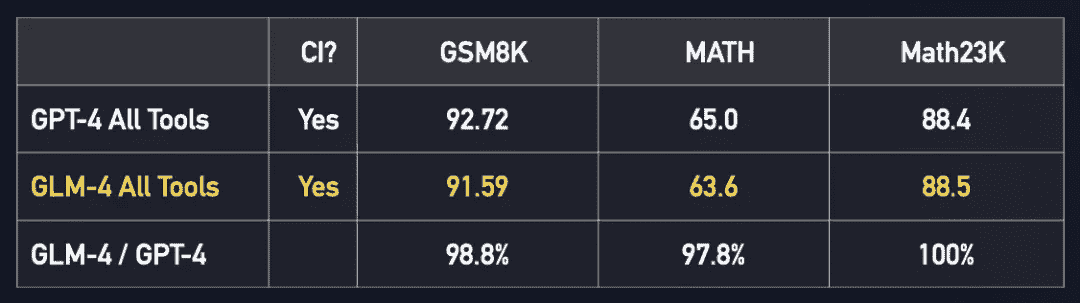 CI? GSM8K MATH Math23K
GPT-4 All Tools Yes 92.72 65.0 88.4
GLM-4 All Tools Yes 91.59 63.6 88.5
GLM-4 / GPT-4 98.8% 97.8% 100%